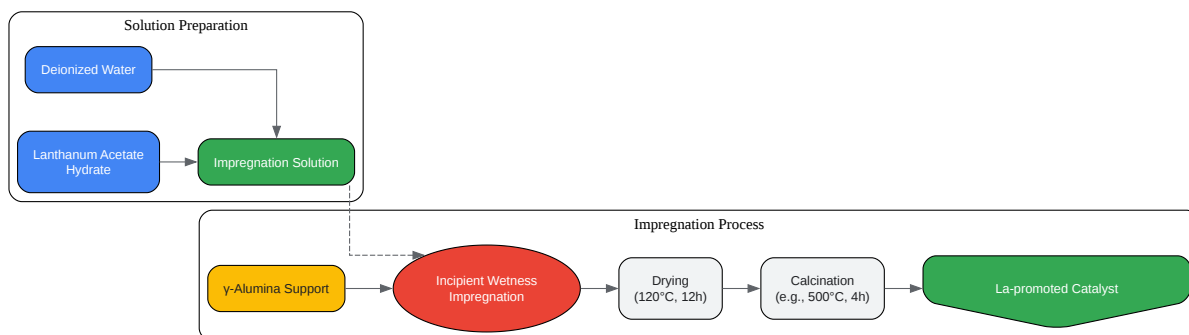 Solution Preparation
Deionized Water
Lanthanum Acetate
Hydrate
Impregnation Solution
Impregnation Process
γ-Alumina Support
Incipient Wetness
Impregnation
Drying
(120°C, 12h)
Calcination
(e.g., 500°C, 4h)
La-promoted Catalyst